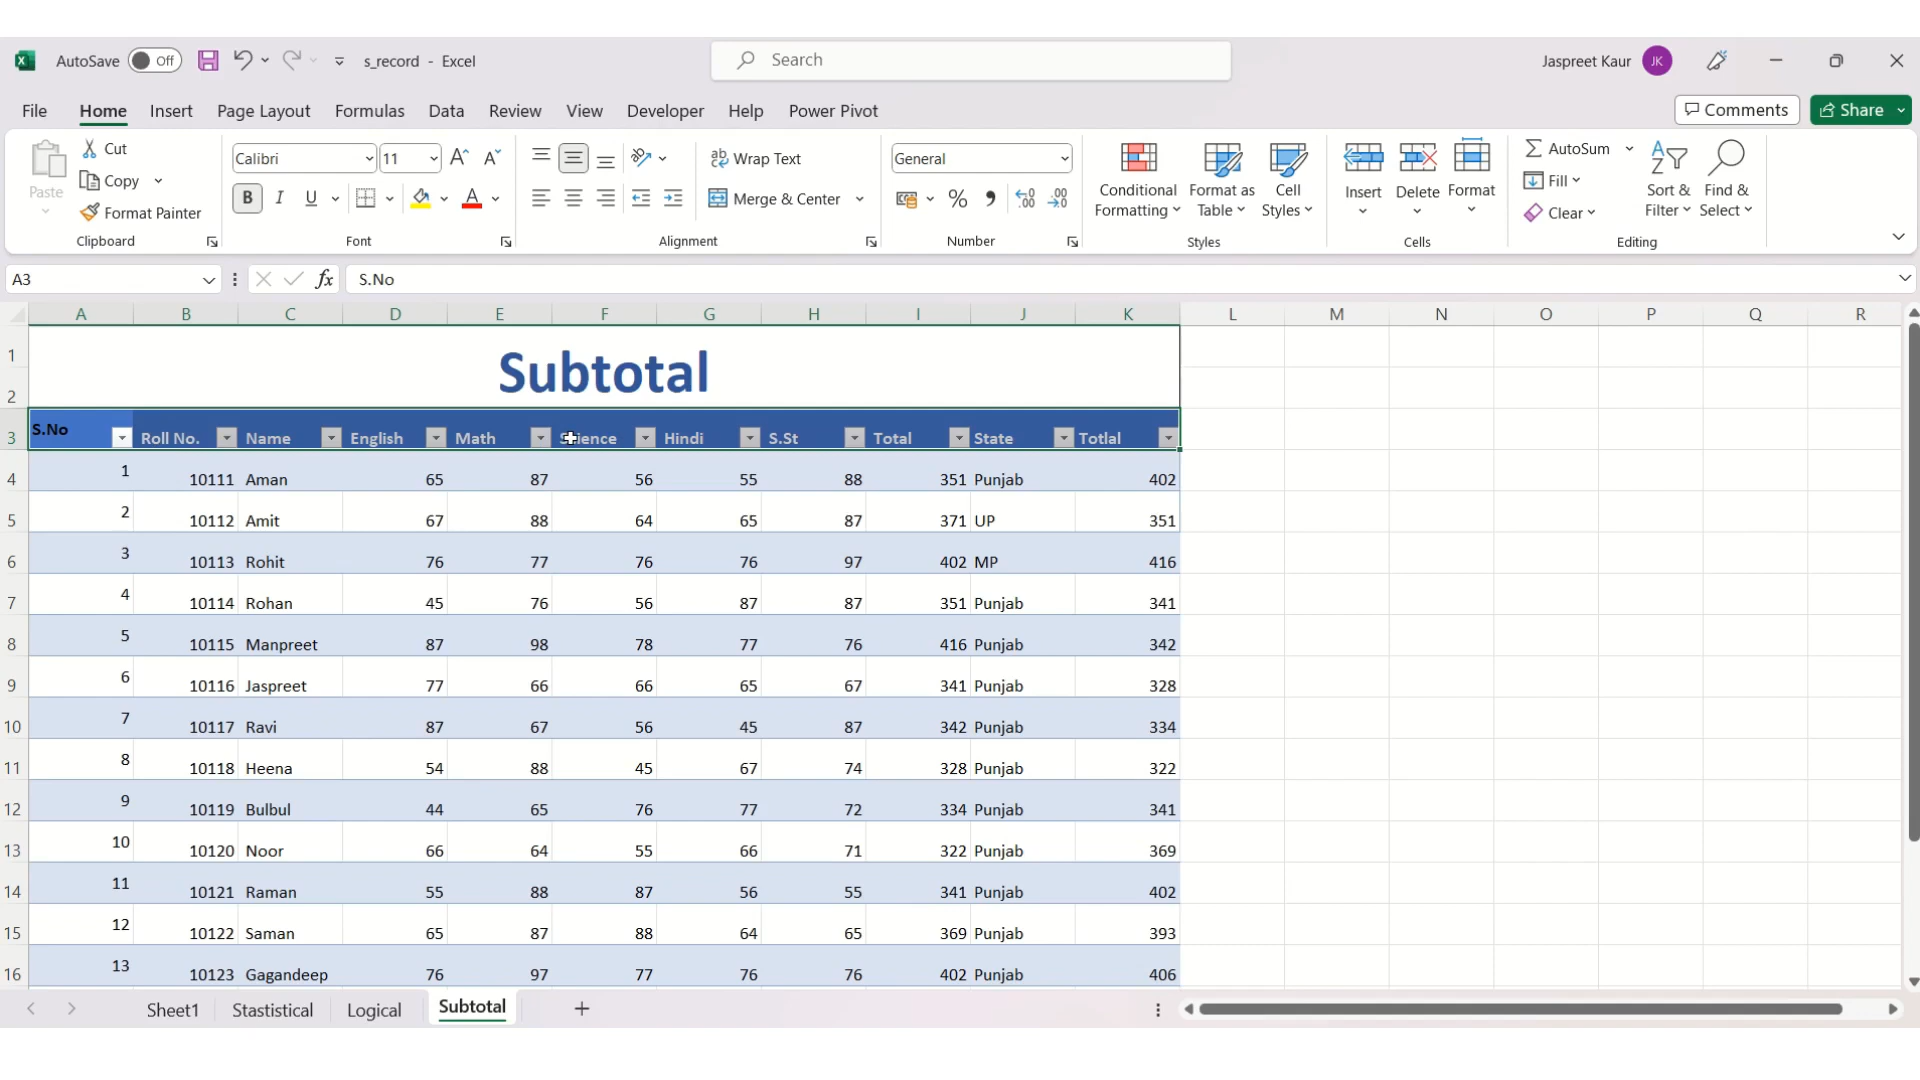 AutoSave Off s_record - Excel Search Jaspreet Kaur JK
File Home Insert Page Layout Formulas Data Review View Developer Help Power Pivot Comments Share
Paste Cut Copy Format Painter Clipboard
Calibri 11 B I U A Font
ab Wrap Text Merge & Center Alignment
General % Number
Conditional Formatting Format as Table Cell Styles Styles
Insert Delete Format Cells
AutoSum Fill Clear Sort & Filter Find & Select Editing
A3 fx S.No
A B C D E F G H I J K L M N O P Q R
1
2 Subtotal
3 S.No Roll No. Name English Math Science Hindi S.St Total State Totlal
4 1 10111 Aman 65 87 56 55 88 351 Punjab 402
5 2 10112 Amit 67 88 64 65 87 371 UP 351
6 3 10113 Rohit 76 77 76 76 97 402 MP 416
7 4 10114 Rohan 45 76 56 87 87 351 Punjab 341
8 5 10115 Manpreet 87 98 78 77 76 416 Punjab 342
9 6 10116 Jaspreet 77 66 66 65 67 341 Punjab 328
10 7 10117 Ravi 87 67 56 45 87 342 Punjab 334
11 8 10118 Heena 54 88 45 67 74 328 Punjab 322
12 9 10119 Bulbul 44 65 76 77 72 334 Punjab 341
13 10 10120 Noor 66 64 55 66 71 322 Punjab 369
14 11 10121 Raman 55 88 87 56 55 341 Punjab 402
15 12 10122 Saman 65 87 88 64 65 369 Punjab 393
16 13 10123 Gagandeep 76 97 77 76 76 402 Punjab 406
Sheet1 Stastistical Logical Subtotal